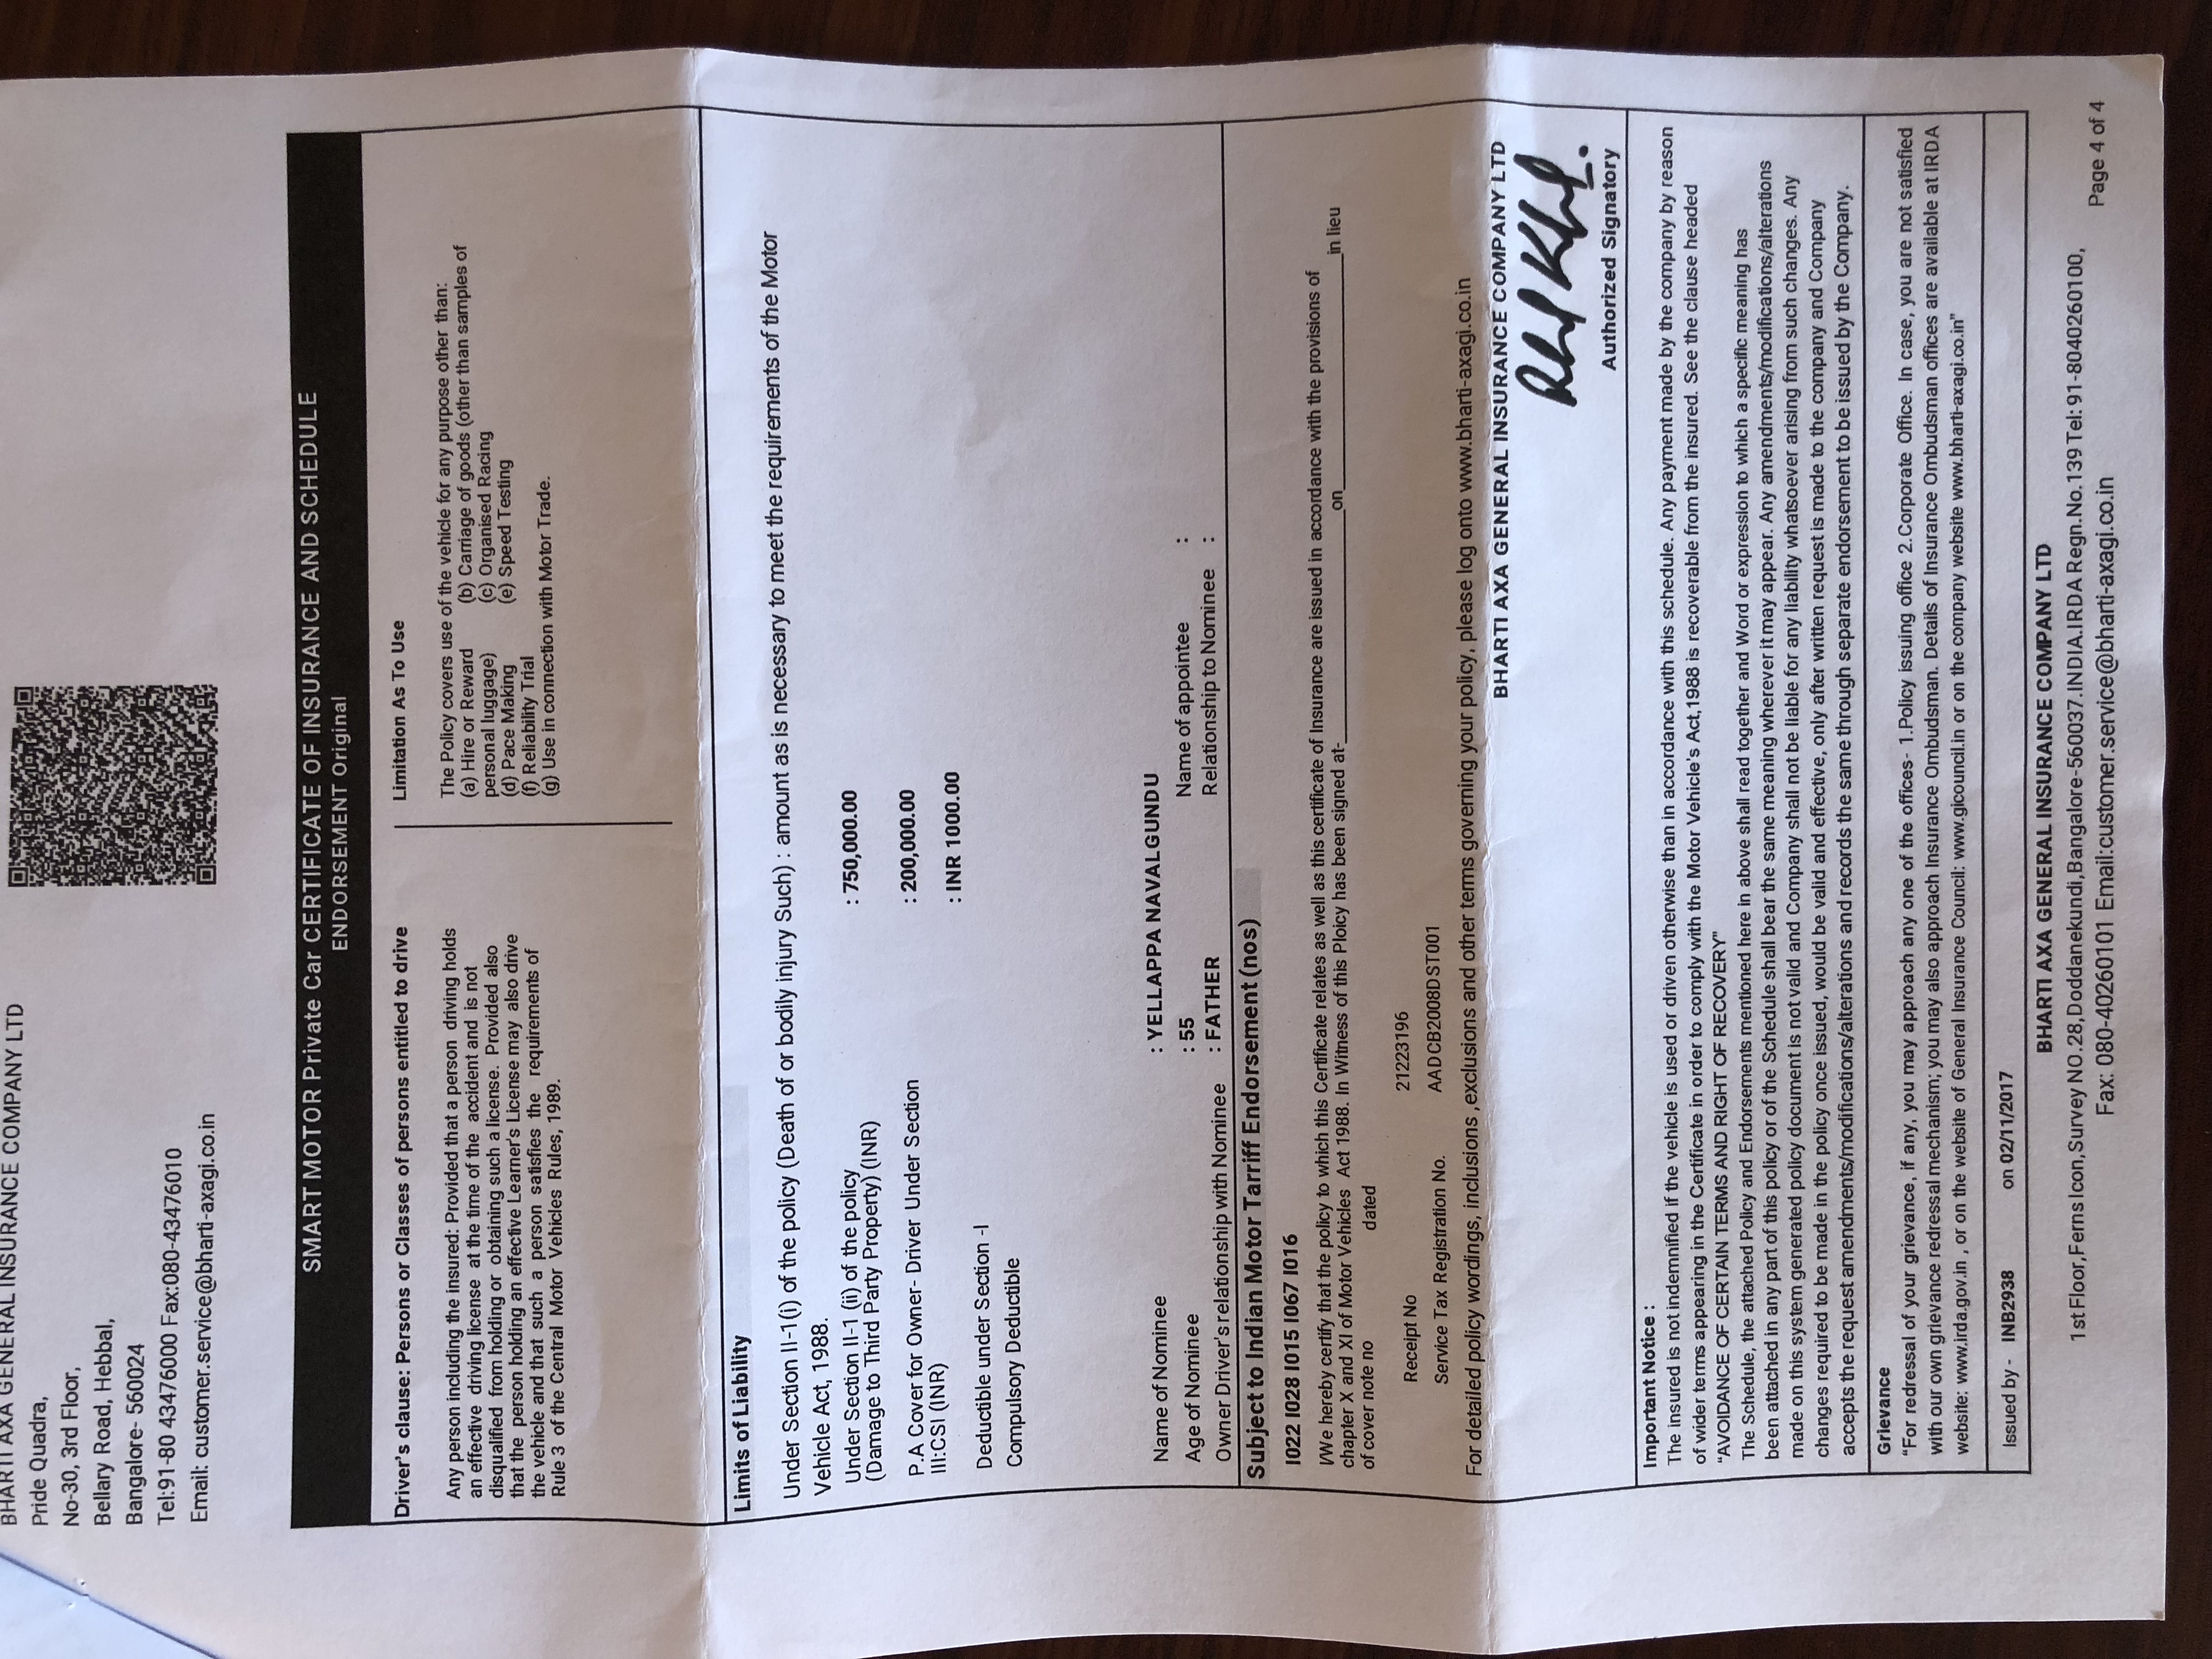 BHARTI AXA GENERAL INSURANCE COMPANY LTD
Pride Quadra,
No-30, 3rd Floor,
Bellary Road, Hebbal,
Bangalore- 560024
Tel:91-80 43476000 Fax:080-43476010
Email: customer.service@bharti-axagi.co.in
SMART MOTOR Private Car CERTIFICATE OF INSURANCE AND SCHEDULE
ENDORSEMENT Original
Driver's clause: Persons or Classes of persons entitled to drive
Any person including the insured: Provided that a person driving holds
an effective driving license at the time of the accident and is not
disqualified from holding or obtaining such a license. Provided also
that the person holding an effective Learner's License may also drive
the vehicle and that such a person satisfies the requirements of
Rule 3 of the Central Motor Vehicles Rules, 1989.
Limitation As To Use
The Policy covers use of the vehicle for any purpose other than:
(a) Hire or Reward (b) Carriage of goods (other than samples of
personal luggage) (c) Organised Racing
(d) Pace Making (e) Speed Testing
(f) Reliability Trial
(g) Use in connection with Motor Trade.
Limits of Liability
Under Section II-1(i) of the policy (Death of or bodily injury Such) : amount as is necessary to meet the requirements of the Motor
Vehicle Act, 1988.
Under Section II-1 (ii) of the policy : 750,000.00
(Damage to Third Party Property) (INR)
P.A Cover for Owner- Driver Under Section : 200,000.00
III:CSI (INR)
: INR 1000.00
Deductible under Section -I
Compulsory Deductible
Name of Nominee : YELLAPPA NAVALGUNDU
Age of Nominee : 55 Name of appointee :
Owner Driver's relationship with Nominee : FATHER Relationship to Nominee :
Subject to Indian Motor Tarriff Endorsement (nos)
I022 I028 I015 I067 I016
I/We hereby certify that the policy to which this Certificate relates as well as this certificate of Insurance are issued in accordance with the provisions of
chapter X and XI of Motor Vehicles Act 1988. In Witness of this Ploicy has been signed at-__________on__________in lieu
of cover note no dated
Receipt No 21223196
Service Tax Registration No. AADCB2008DST001
For detailed policy wordings, inclusions ,exclusions and other terms governing your policy, please log onto www.bharti-axagi.co.in
BHARTI AXA GENERAL INSURANCE COMPANY LTD
Authorized Signatory
Important Notice :
The insured is not indemnified if the vehicle is used or driven otherwise than in accordance with this schedule. Any payment made by the company by reason
of wider terms appearing in the Certificate in order to comply with the Motor Vehicle's Act,1988 is recoverable from the insured. See the clause headed
"AVOIDANCE OF CERTAIN TERMS AND RIGHT OF RECOVERY"
The Schedule, the attached Policy and Endorsements mentioned here in above shall read together and Word or expression to which a specific meaning has
been attached in any part of this policy or of the Schedule shall bear the same meaning wherever it may appear. Any amendments/modifications/alterations
made on this system generated policy document is not valid and Company shall not be liable for any liability whatsoever arising from such changes. Any
changes required to be made in the policy once issued, would be valid and effective, only after written request is made to the company and Company
accepts the request amendments/modifications/alterations and records the same through separate endorsement to be issued by the Company.
Grievance
"For redressal of your grievance, if any, you may approach any one of the offices- 1.Policy issuing office 2.Corporate Office. In case, you are not satisfied
with our own grievance redressal mechanism; you may also approach Insurance Ombudsman. Details of Insurance Ombudsman offices are available at IRDA
website: www.irda.gov.in , or on the website of General Insurance Council: www.gicouncil.in or on the company website www.bharti-axagi.co.in"
Issued by - INB2938 on 02/11/2017
BHARTI AXA GENERAL INSURANCE COMPANY LTD
1st Floor,Ferns Icon,Survey NO.28,Doddanekundi,Bangalore-560037.INDIA.IRDA Regn.No.139 Tel: 91-8040260100,
Fax: 080-40260101 Email:customer.service@bharti-axagi.co.in
Page 4 of 4